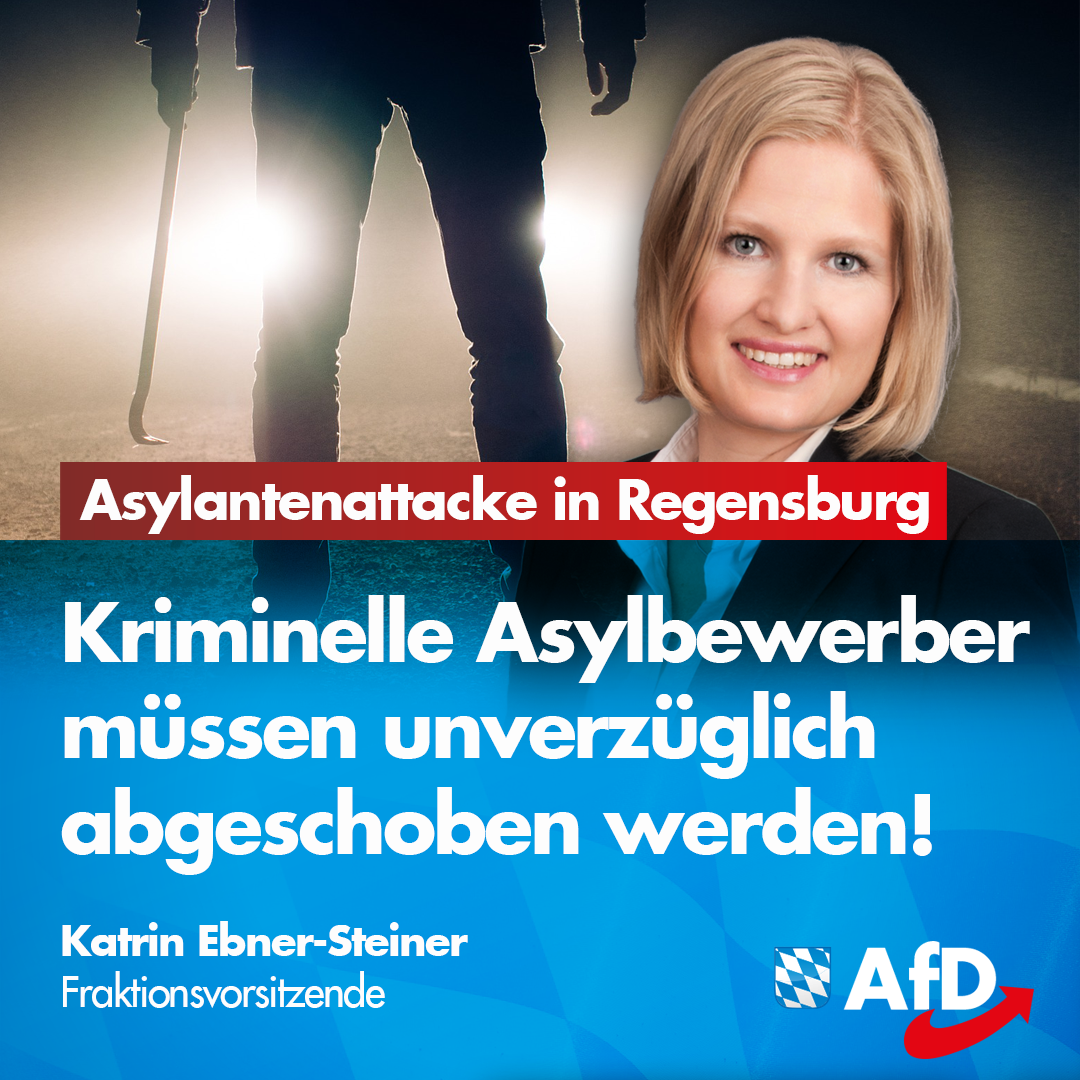 Asylantenattacke in Regensburg
Kriminelle Asylbewerber
müssen unverzüglich
abgeschoben werden!
Katrin Ebner-Steiner
Fraktionsvorsitzende
AfD